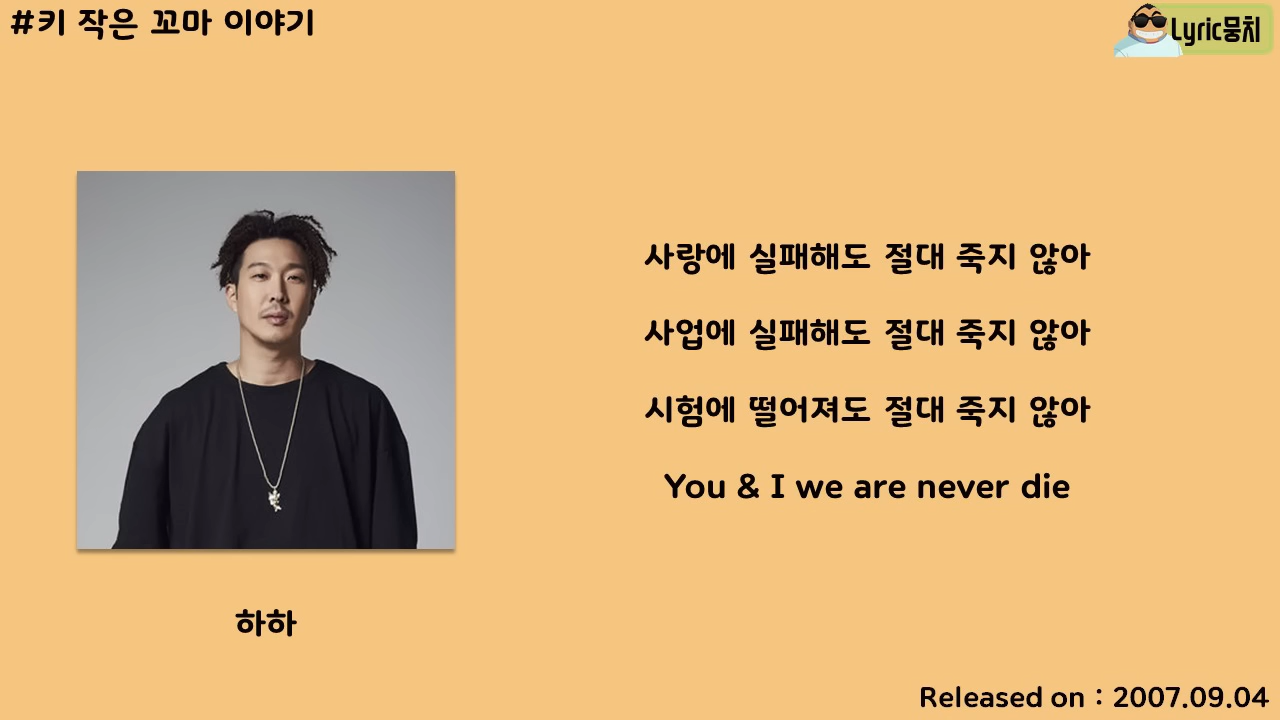 #키 작은 꼬마 이야기
Lyric뭉치
사랑에 실패해도 절대 죽지 않아
사업에 실패해도 절대 죽지 않아
시험에 떨어져도 절대 죽지 않아
You & I we are never die
하하
Released on : 2007.09.04